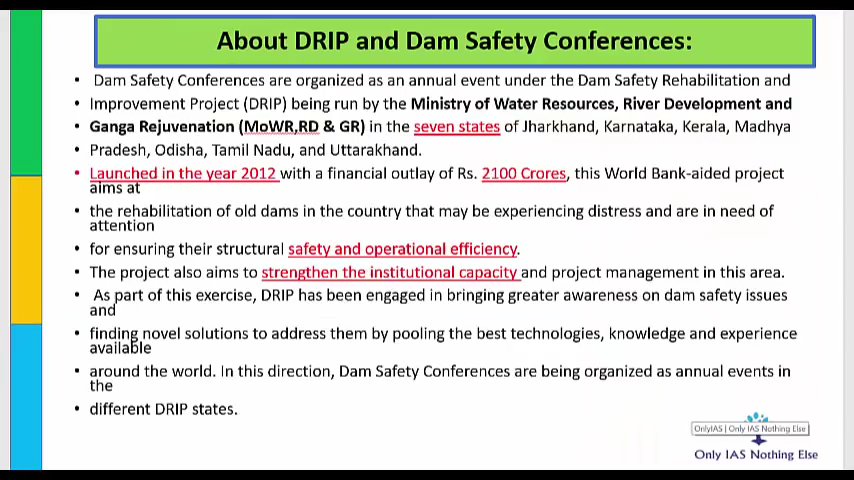 About DRIP and Dam Safety Conferences:
• Dam Safety Conferences are organized as an annual event under the Dam Safety Rehabilitation and
• Improvement Project (DRIP) being run by the Ministry of Water Resources, River Development and
• Ganga Rejuvenation (MoWR,RD & GR) in the seven states of Jharkhand, Karnataka, Kerala, Madhya
• Pradesh, Odisha, Tamil Nadu, and Uttarakhand.
• Launched in the year 2012 with a financial outlay of Rs. 2100 Crores, this World Bank-aided project
aims at
• the rehabilitation of old dams in the country that may be experiencing distress and are in need of
attention
• for ensuring their structural safety and operational efficiency.
• The project also aims to strengthen the institutional capacity and project management in this area.
• As part of this exercise, DRIP has been engaged in bringing greater awareness on dam safety issues
and
• finding novel solutions to address them by pooling the best technologies, knowledge and experience
available
• around the world. In this direction, Dam Safety Conferences are being organized as annual events in
the
• different DRIP states.
OnlyIAS | Only IAS Nothing Else
Only IAS Nothing Else